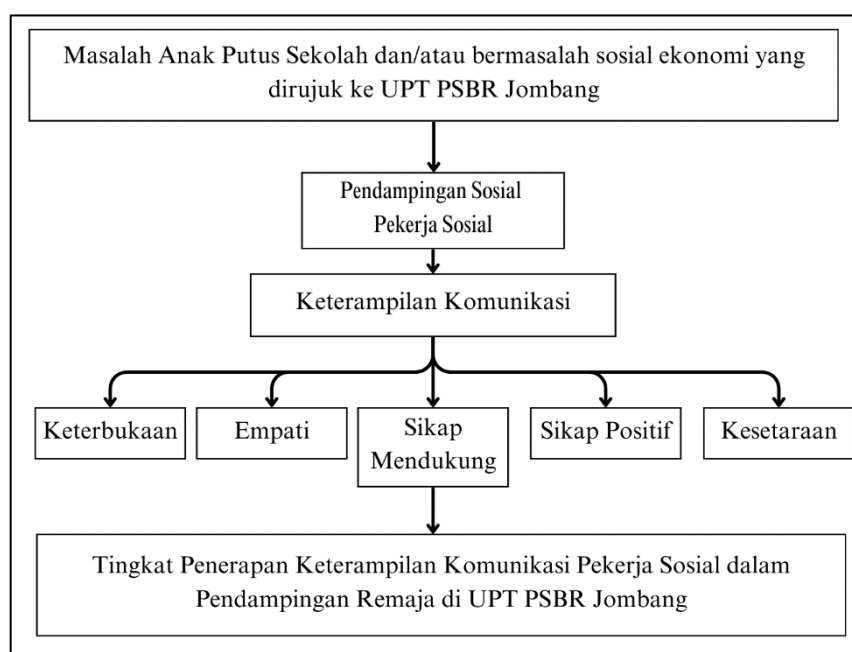 Masalah Anak Putus Sekolah dan/atau bermasalah sosial ekonomi yang
dirujuk ke UPT PSBR Jombang
Pendampingan Sosial
Pekerja Sosial
Keterampilan Komunikasi
Keterbukaan
Empati
Sikap
Mendukung
Sikap Positif
Kesetaraan
Tingkat Penerapan Keterampilan Komunikasi Pekerja Sosial dalam
Pendampingan Remaja di UPT PSBR Jombang